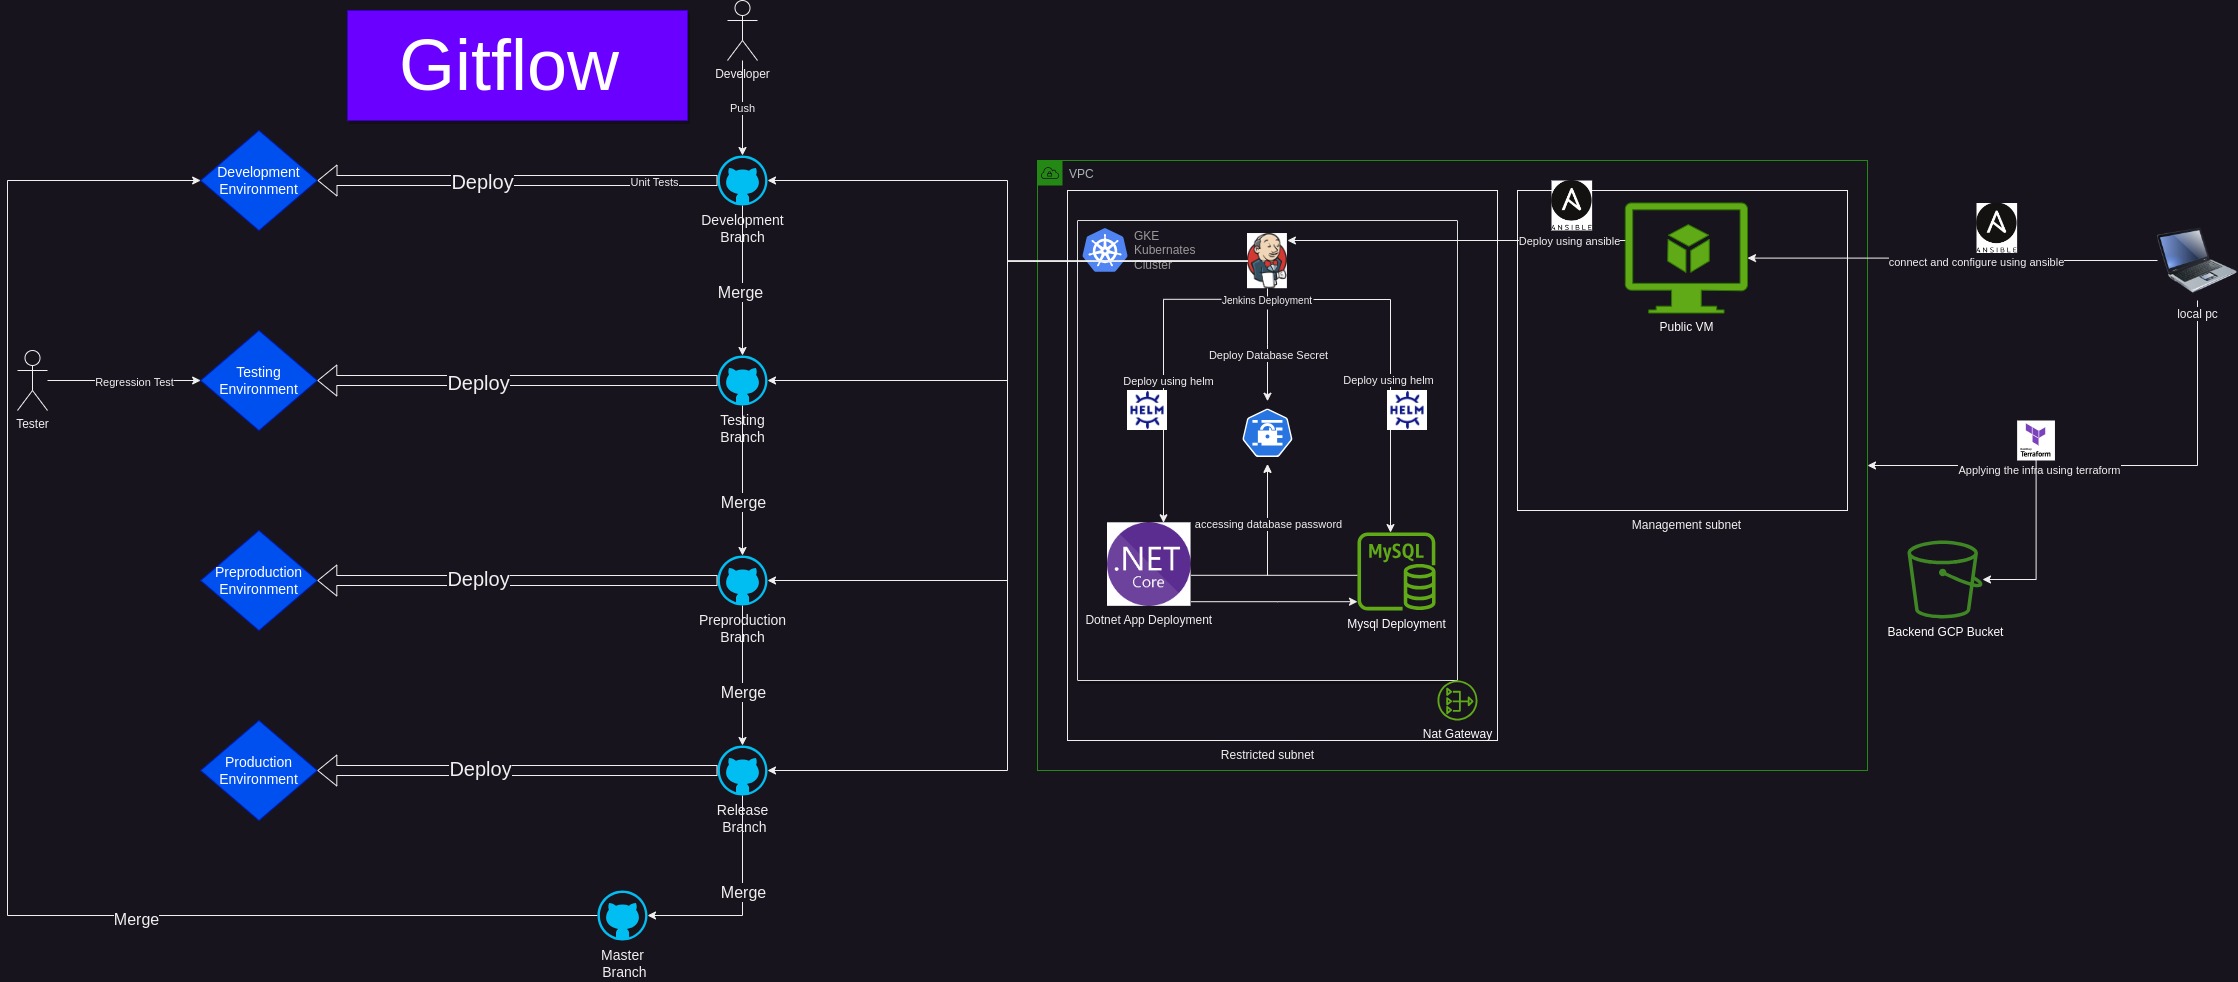 Gitflow
Developer
Push
Development
Environment
Deploy
Unit Tests
Development
Branch
Merge
Testing
Environment
Deploy
Regression Test
Tester
Testing
Branch
Merge
Preproduction
Environment
Deploy
Preproduction
Branch
Merge
Production
Environment
Deploy
Release
Branch
Merge
Merge
Master
Branch
VPC
GKE
Kubernates
Cluster
Jenkins Deployment
Deploy Database Secret
Deploy using helm
HELM
Deploy using helm
HELM
accessing database password
.NET
Core
Dotnet App Deployment
MySQL
Mysql Deployment
Nat Gateway
Restricted subnet
ANSIBLE
Deploy using ansible
Public VM
Management subnet
ANSIBLE
connect and configure using ansible
local pc
Terraform
Applying the infra using terraform
Backend GCP Bucket